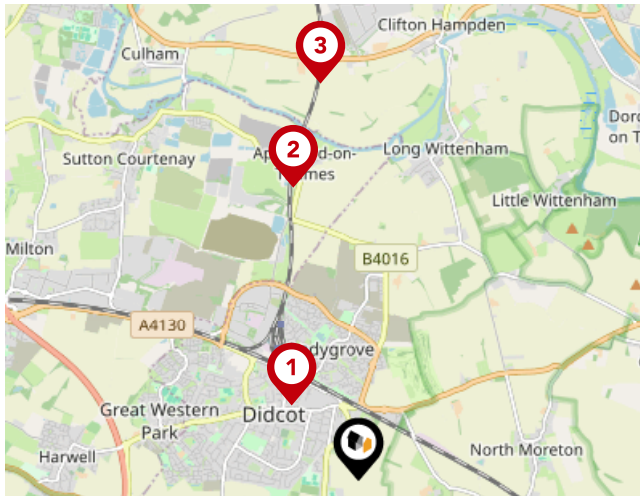 3
Clifton Hampden
Culham
2
Long Wittenham
Sutton Courtenay
Little Wittenham
Milton
B4016
A4130
1
Great Western
Park
Didcot
Harwell
North Moreton